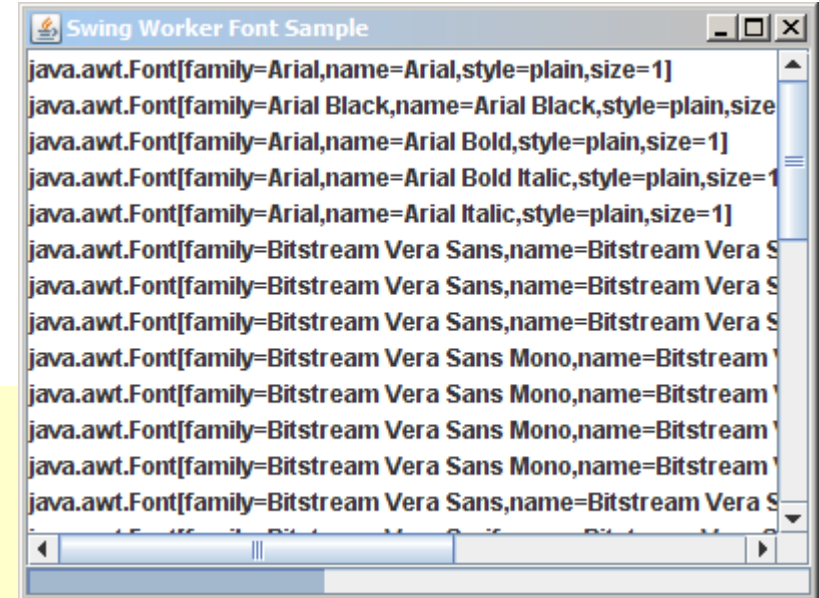 Swing Worker Font Sample
java.awt.Font[family=Arial,name=Arial,style=plain,size=1]
java.awt.Font[family=Arial Black,name=Arial Black,style=plain,size
java.awt.Font[family=Arial,name=Arial Bold,style=plain,size=1]
java.awt.Font[family=Arial,name=Arial Bold Italic,style=plain,size=1
java.awt.Font[family=Arial,name=Arial Italic,style=plain,size=1]
java.awt.Font[family=Bitstream Vera Sans,name=Bitstream Vera S
java.awt.Font[family=Bitstream Vera Sans,name=Bitstream Vera S
java.awt.Font[family=Bitstream Vera Sans,name=Bitstream Vera S
java.awt.Font[family=Bitstream Vera Sans Mono,name=Bitstream
java.awt.Font[family=Bitstream Vera Sans Mono,name=Bitstream
java.awt.Font[family=Bitstream Vera Sans Mono,name=Bitstream
java.awt.Font[family=Bitstream Vera Sans Mono,name=Bitstream
java.awt.Font[family=Bitstream Vera Sans,name=Bitstream Vera S